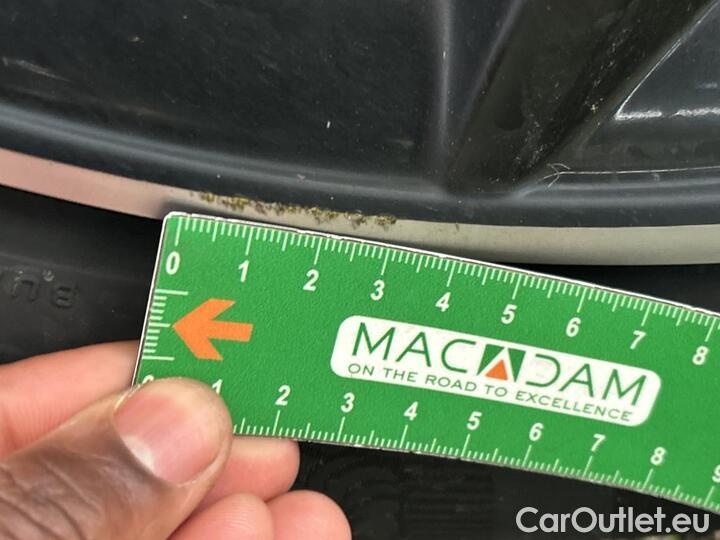 0 1 2 3 4 5 6 7 8
MACADAM
ON THE ROAD TO EXCELLENCE
1 2 3 4 5 6 7 8 9
CarOutlet.eu